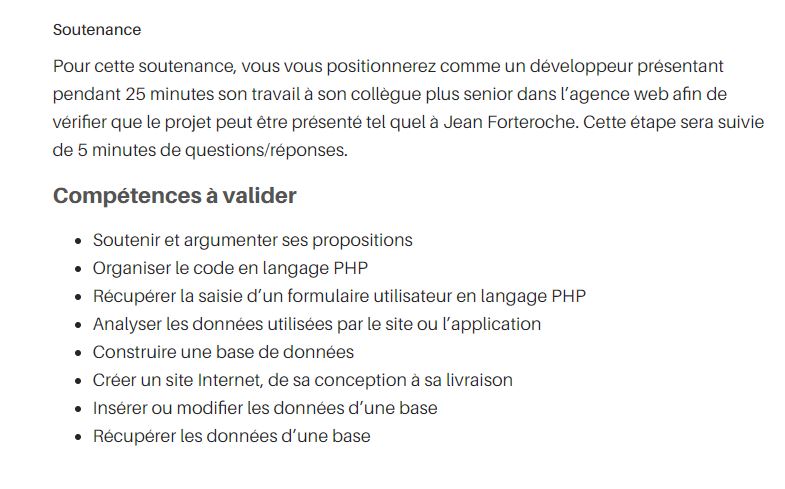 Soutenance
Pour cette soutenance, vous vous positionnerez comme un développeur présentant
pendant 25 minutes son travail à son collègue plus senior dans l’agence web afin de
vérifier que le projet peut être présenté tel quel à Jean Forteroche. Cette étape sera suivie
de 5 minutes de questions/réponses.
Compétences à valider
• Soutenir et argumenter ses propositions
• Organiser le code en langage PHP
• Récupérer la saisie d’un formulaire utilisateur en langage PHP
• Analyser les données utilisées par le site ou l’application
• Construire une base de données
• Créer un site Internet, de sa conception à sa livraison
• Insérer ou modifier les données d’une base
• Récupérer les données d’une base